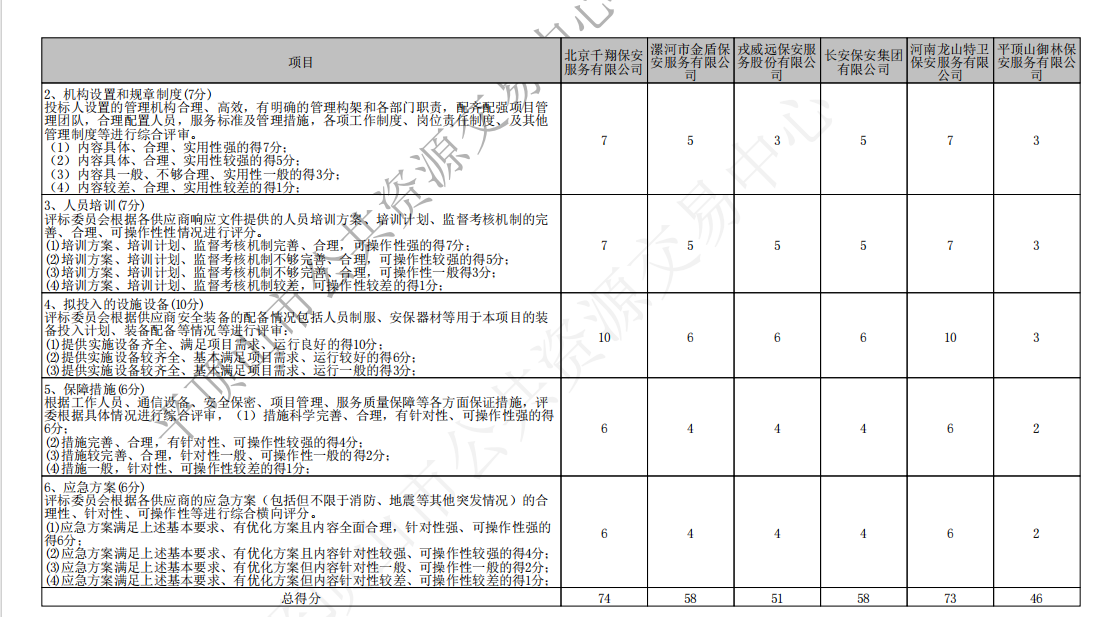 项目
北京千翔保安
服务有限公司
漯河市金盾保
安服务有限公
司
戎威远保安服
务股份有限公
司
长安保安集团
有限公司
河南龙山特卫
保安服务有限
公司
平顶山御林保
安服务有限公
司
2、机构设置和规章制度(7分)
投标人设置的管理机构合理、高效，有明确的管理构架和各部门职责，配齐配强项目管
理团队，合理配置人员，服务标准及管理措施，各项工作制度、岗位责任制度、及其他
管理制度等进行综合评审。
（1）内容具体、合理、实用性强的得7分；
（2）内容具体、合理、实用性较强的得5分；
（3）内容具一般、不够合理、实用性一般的得3分；
（4）内容较差、合理、实用性较差的得1分；
7 5 3 5 7 3
3、人员培训(7分)
评标委员会根据各供应商响应文件提供的人员培训方案、培训计划、监督考核机制的完
善、合理、可操作性性情况进行评分。
(1)培训方案、培训计划、监督考核机制完善、合理，可操作性强的得7分；
(2)培训方案、培训计划、监督考核机制不够完善、合理，可操作性较强的得5分；
(3)培训方案、培训计划、监督考核机制不够完善、合理，可操作性一般得3分；
(4)培训方案、培训计划、监督考核机制较差，可操作性较差的得1分；
7 5 5 5 7 3
4、拟投入的设施设备(10分)
评标委员会根据供应商安全装备的配备情况包括人员制服、安保器材等用于本项目的装
备投入计划、装备配备等情况等进行评审；
(1)提供实施设备齐全、满足项目需求、运行良好的得10分；
(2)提供实施设备较齐全、基本满足项目需求、运行较好的得6分；
(3)提供实施设备较齐全、基本满足项目需求、运行一般的得3分；
10 6 6 6 10 3
5、保障措施(6分)
根据工作人员、通信设备、安全保密、项目管理、服务质量保障等各方面保证措施，评
委根据具体情况进行综合评审，（1）措施科学完善、合理，有针对性、可操作性强的得
6分；
(2)措施完善、合理，有针对性、可操作性较强的得4分；
(3)措施较完善、合理，针对性一般、可操作性一般的得2分；
(4)措施一般，针对性、可操作性较差的得1分；
6 4 4 4 6 2
6、应急方案(6分)
评标委员会根据各供应商的应急方案（包括但不限于消防、地震等其他突发情况）的合
理性、针对性、可操作性等进行综合横向评分。
(1)应急方案满足上述基本要求、有优化方案且内容全面合理，针对性强、可操作性强的
得6分；
(2)应急方案满足上述基本要求、有优化方案且内容针对性较强、可操作性较强的得4分；
(3)应急方案满足上述基本要求、有优化方案但内容针对性一般、可操作性一般的得2分；
(4)应急方案满足上述基本要求、有优化方案但内容针对性较差、可操作性较差的得1分；
6 4 4 4 6 2
总得分 74 58 51 58 73 46
平顶山市公共资源交易中心
平顶山市公共资源交易中心